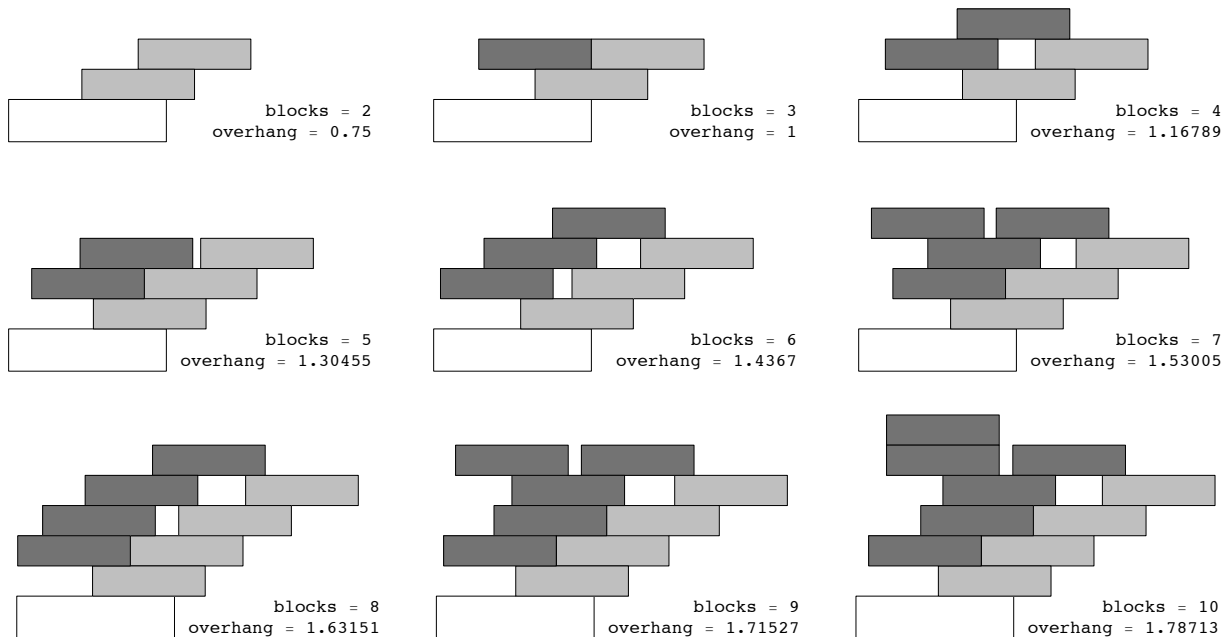 blocks = 2
overhang = 0.75
blocks = 3
overhang = 1
blocks = 4
overhang = 1.16789
blocks = 5
overhang = 1.30455
blocks = 6
overhang = 1.4367
blocks = 7
overhang = 1.53005
blocks = 8
overhang = 1.63151
blocks = 9
overhang = 1.71527
blocks = 10
overhang = 1.78713